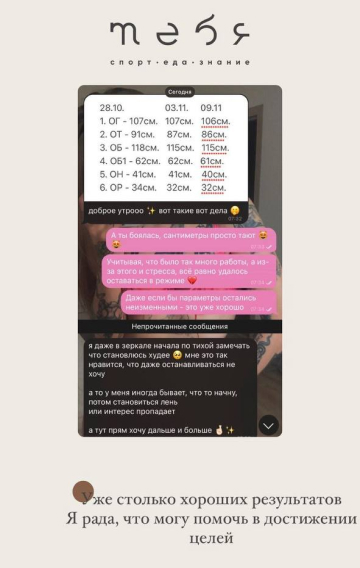 тебя
спорт·еда·знание
Сегодня
28.10. 03.11. 09.11
1. ОГ - 107см. 107см. 106см.
2. ОТ - 91см. 87см. 86см.
3. ОБ - 118см. 115см. 115см.
4. ОБ1 - 62см. 62см. 61см.
5. ОН - 41см. 41см. 40см.
6. ОР - 34см. 32см. 32см.
доброе утрооо ✨ вот такие вот дела 🤭
А ты боялась, сантиметры просто тают 😍
😍
Учитывая, что было так много работы, а из-
за этого и стресса, всё равно удалось
оставаться в режиме ❤️
Даже если бы параметры остались
неизменными - это уже хорошо
Непрочитанные сообщения
я даже в зеркале начала по тихой замечать
что становлюсь худее 🥹 мне это так
нравится, что даже останавливаться не
хочу
а то у меня иногда бывает, что то начну,
потом становиться лень
или интерес пропадает
а тут прям хочу дальше и больше 🤞🏻✨
Уже столько хороших результатов
Я рада, что могу помочь в достижении
целей